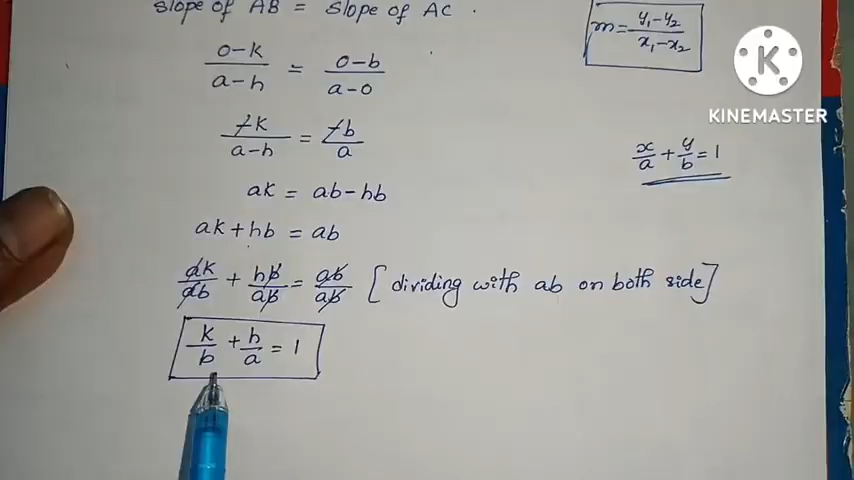 slope of AB = slope of AC .
m = y₁-y₂ / x₁-x₂
0-k / a-h = 0-b / a-0
K
KINEMASTER
-k / a-h = -b / a
x/a + y/b = 1
ak = ab-hb
ak+hb = ab
ak/ab + hb/ab = ab/ab [dividing with ab on both side]
k/b + h/a = 1